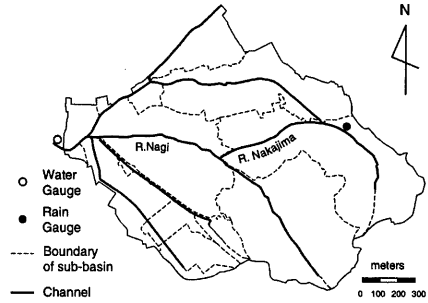 N
R.Nagi
R. Nakajima
Water
Gauge
Rain
Gauge
Boundary
of sub-basin
Channel
meters
0 100 200 300